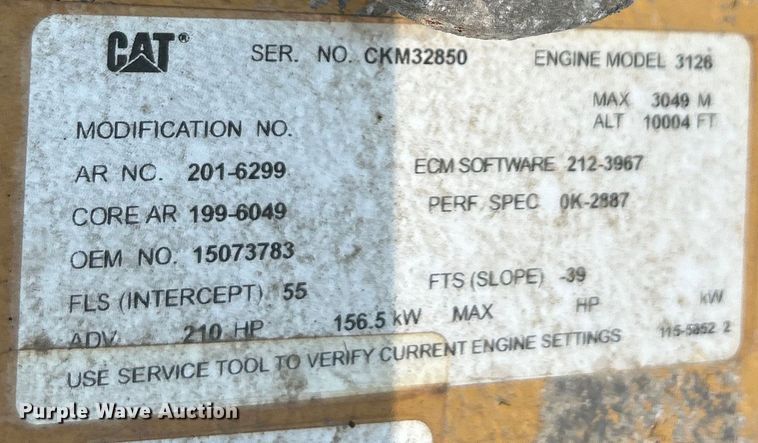 CAT® SER. NO. CKM32850 ENGINE MODEL 3126
MAX 3049 M
ALT 10004 FT
MODIFICATION NO.
AR NO. 201-6299 ECM SOFTWARE 212-3967
CORE AR 199-6049 PERF. SPEC 0K-2887
OEM NO. 15073783
FLS (INTERCEPT) 55 FTS (SLOPE) -39
ADV 210 HP 156.5 kW MAX HP kW
USE SERVICE TOOL TO VERIFY CURRENT ENGINE SETTINGS 115-5852 2
Purple Wave Auction